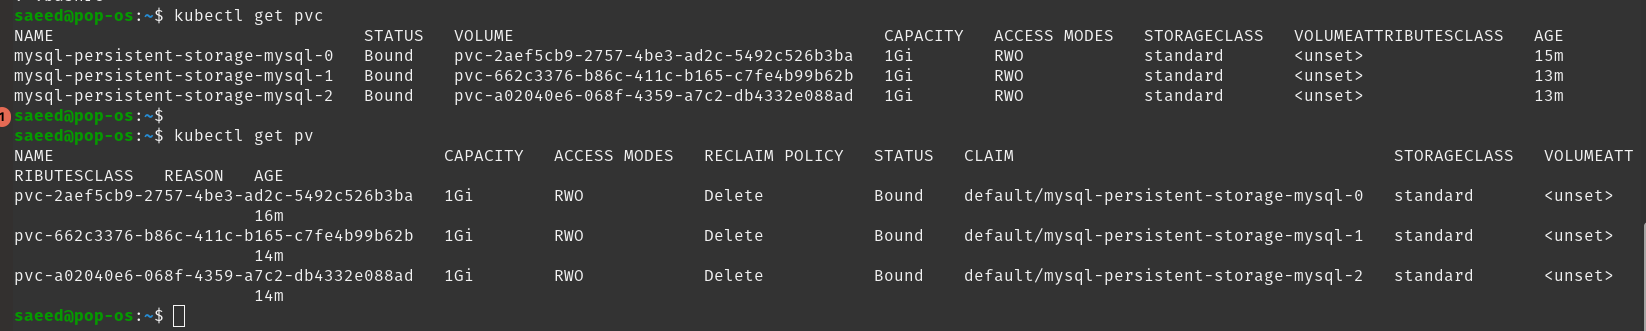 saeed@pop-os:~$ kubectl get pvc
NAME STATUS VOLUME CAPACITY ACCESS MODES STORAGECLASS VOLUMEATTRIBUTESCLASS AGE
mysql-persistent-storage-mysql-0 Bound pvc-2aef5cb9-2757-4be3-ad2c-5492c526b3ba 1Gi RWO standard <unset> 15m
mysql-persistent-storage-mysql-1 Bound pvc-662c3376-b86c-411c-b165-c7fe4b99b62b 1Gi RWO standard <unset> 13m
mysql-persistent-storage-mysql-2 Bound pvc-a02040e6-068f-4359-a7c2-db4332e088ad 1Gi RWO standard <unset> 13m
1
saeed@pop-os:~$
saeed@pop-os:~$ kubectl get pv
NAME CAPACITY ACCESS MODES RECLAIM POLICY STATUS CLAIM STORAGECLASS VOLUMEATT
RIBUTESCLASS REASON AGE
pvc-2aef5cb9-2757-4be3-ad2c-5492c526b3ba 1Gi RWO Delete Bound default/mysql-persistent-storage-mysql-0 standard <unset>
16m
pvc-662c3376-b86c-411c-b165-c7fe4b99b62b 1Gi RWO Delete Bound default/mysql-persistent-storage-mysql-1 standard <unset>
14m
pvc-a02040e6-068f-4359-a7c2-db4332e088ad 1Gi RWO Delete Bound default/mysql-persistent-storage-mysql-2 standard <unset>
14m
saeed@pop-os:~$